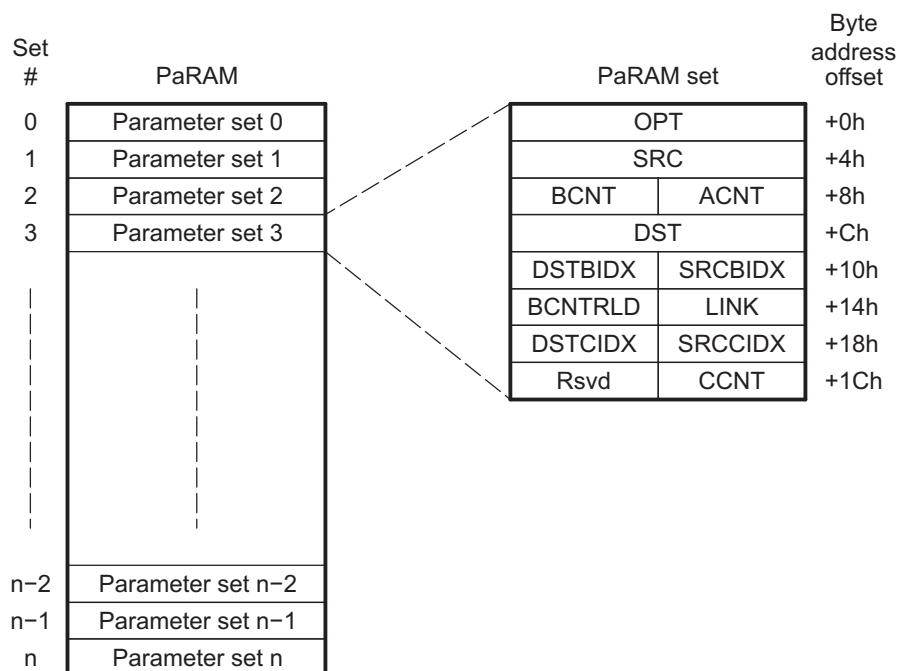 Set
#
PaRAM
PaRAM set
Byte
address
offset
0
Parameter set 0
OPT
+0h
1
Parameter set 1
SRC
+4h
2
Parameter set 2
BCNT
ACNT
+8h
3
Parameter set 3
DST
+Ch
DSTBIDX
SRCBIDX
+10h
BCNTRLD
LINK
+14h
DSTCIDX
SRCCIDX
+18h
Rsvd
CCNT
+1Ch
n−2
Parameter set n−2
n−1
Parameter set n−1
n
Parameter set n